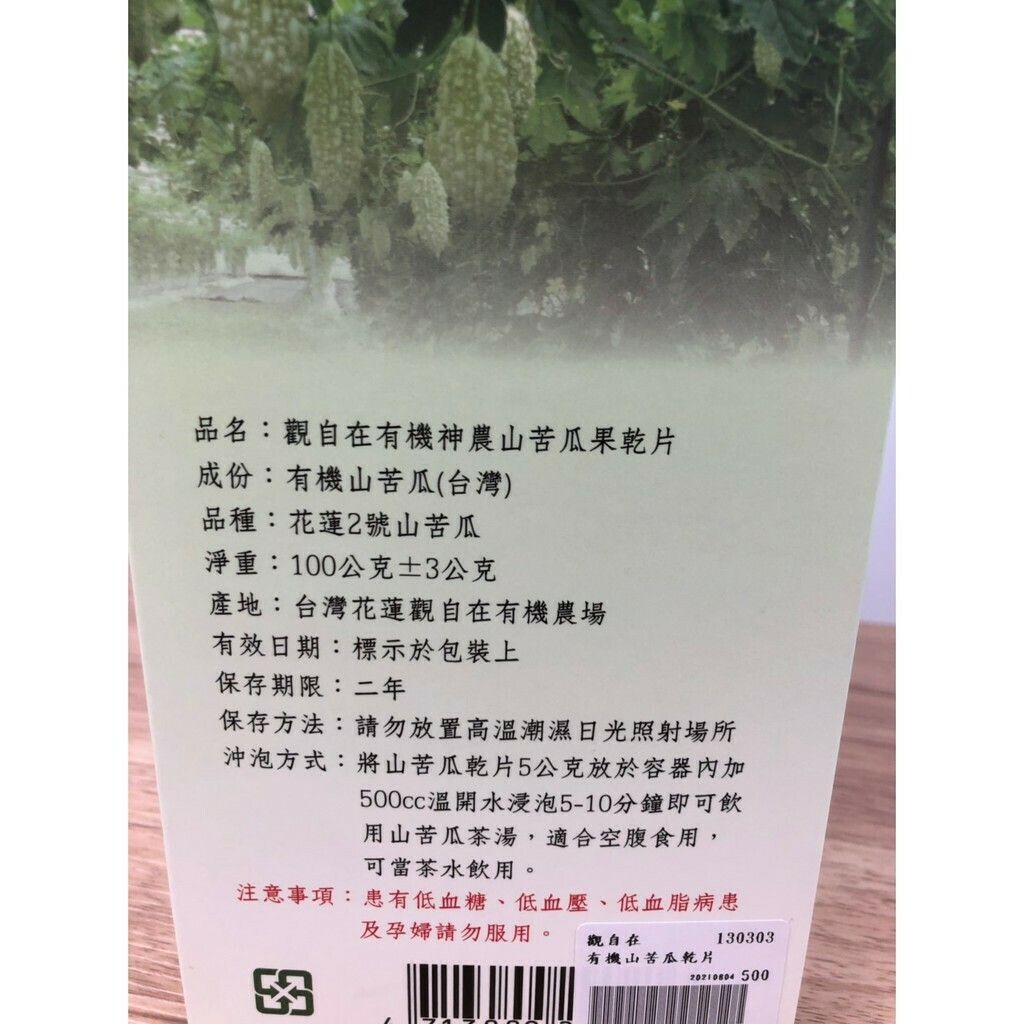 品名：觀自在有機神農山苦瓜果乾片
成份：有機山苦瓜(台灣)
品種：花蓮2號山苦瓜
淨重：100公克±3公克
產地：台灣花蓮觀自在有機農場
有效日期：標示於包裝上
保存期限：二年
保存方法：請勿放置高溫潮濕日光照射場所
沖泡方式：將山苦瓜乾片5公克放於容器內加
500cc溫開水浸泡5-10分鐘即可飲
用山苦瓜茶湯，適合空腹食用，
可當茶水飲用。
注意事項：患有低血糖、低血壓、低血脂病患
及孕婦請勿服用。
觀自在 130303
有機山苦瓜乾片
20210604 500